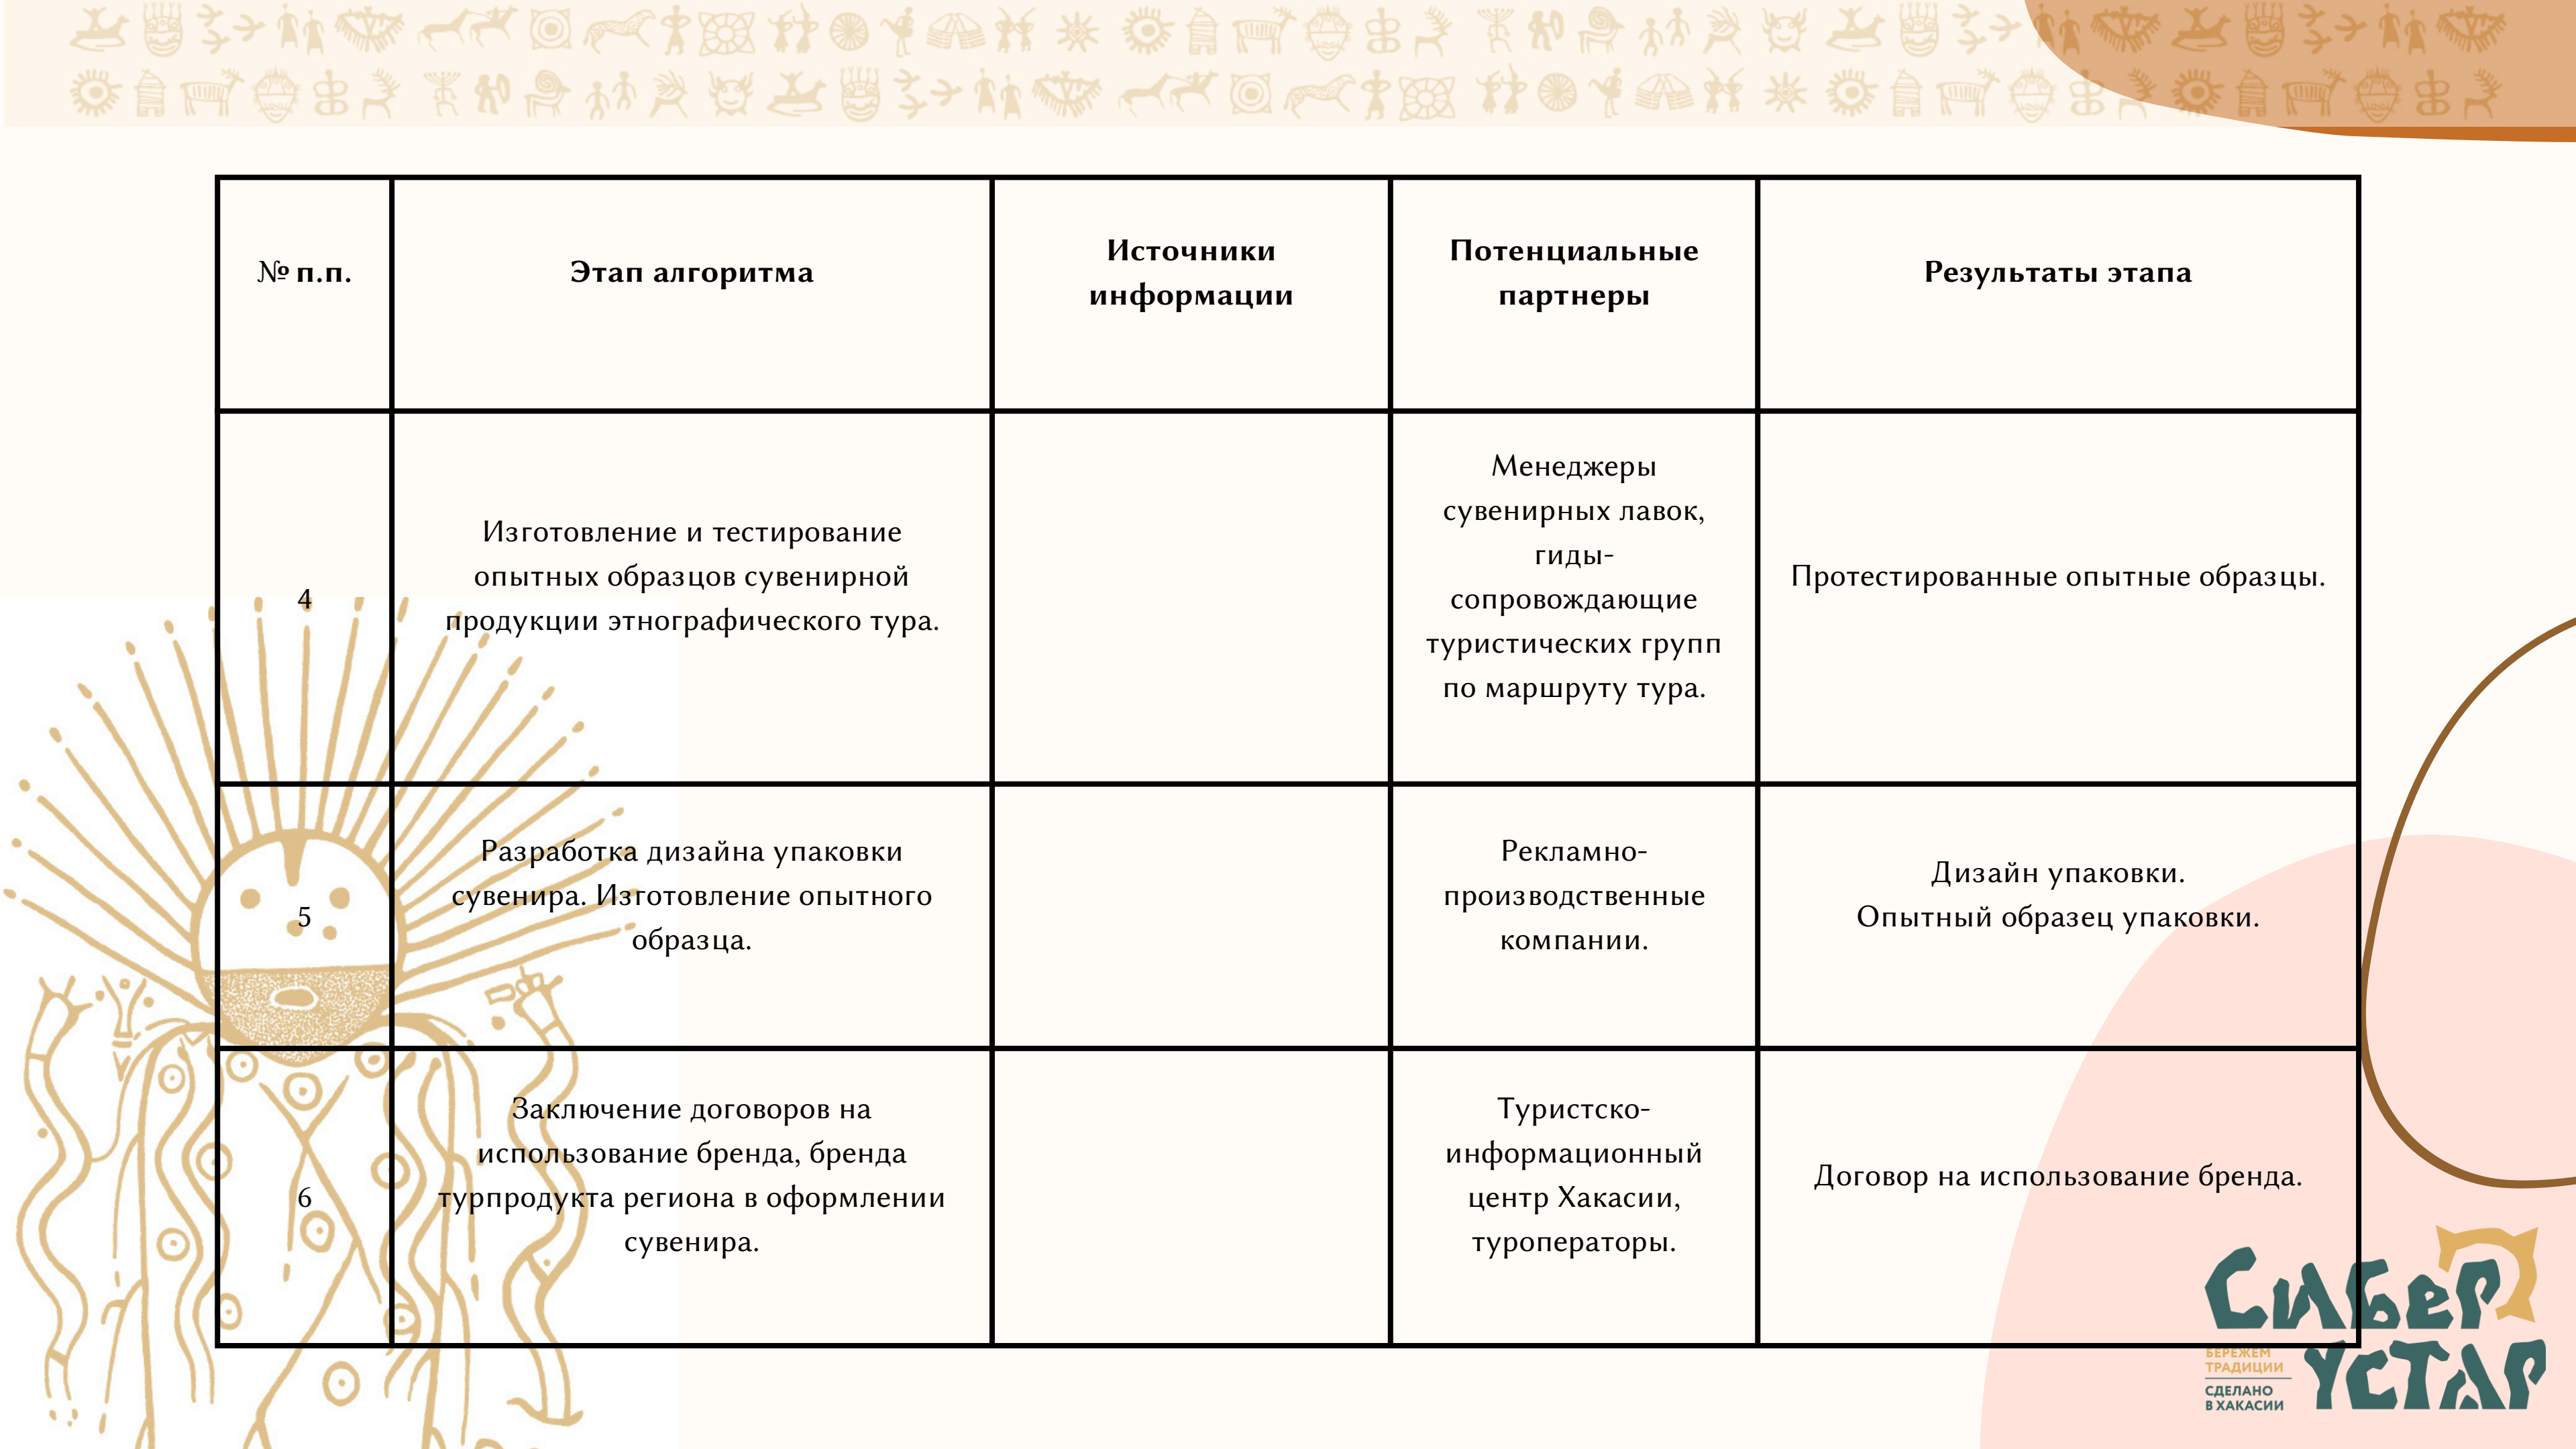 № п.п.
Этап алгоритма
Источники
информации
Потенциальные
партнеры
Результаты этапа
4
Изготовление и тестирование
опытных образцов сувенирной
продукции этнографического тура.
Менеджеры
сувенирных лавок,
гиды-
сопровождающие
туристических групп
по маршруту тура.
Протестированные опытные образцы.
5
Разработка дизайна упаковки
сувенира. Изготовление опытного
образца.
Рекламно-
производственные
компании.
Дизайн упаковки.
Опытный образец упаковки.
6
Заключение договоров на
использование бренда, бренда
турпродукта региона в оформлении
сувенира.
Туристско-
информационный
центр Хакасии,
туроператоры.
Договор на использование бренда.
Сибер
Устар
БЕРЕЖЕМ
ТРАДИЦИИ
СДЕЛАНО
В ХАКАСИИ